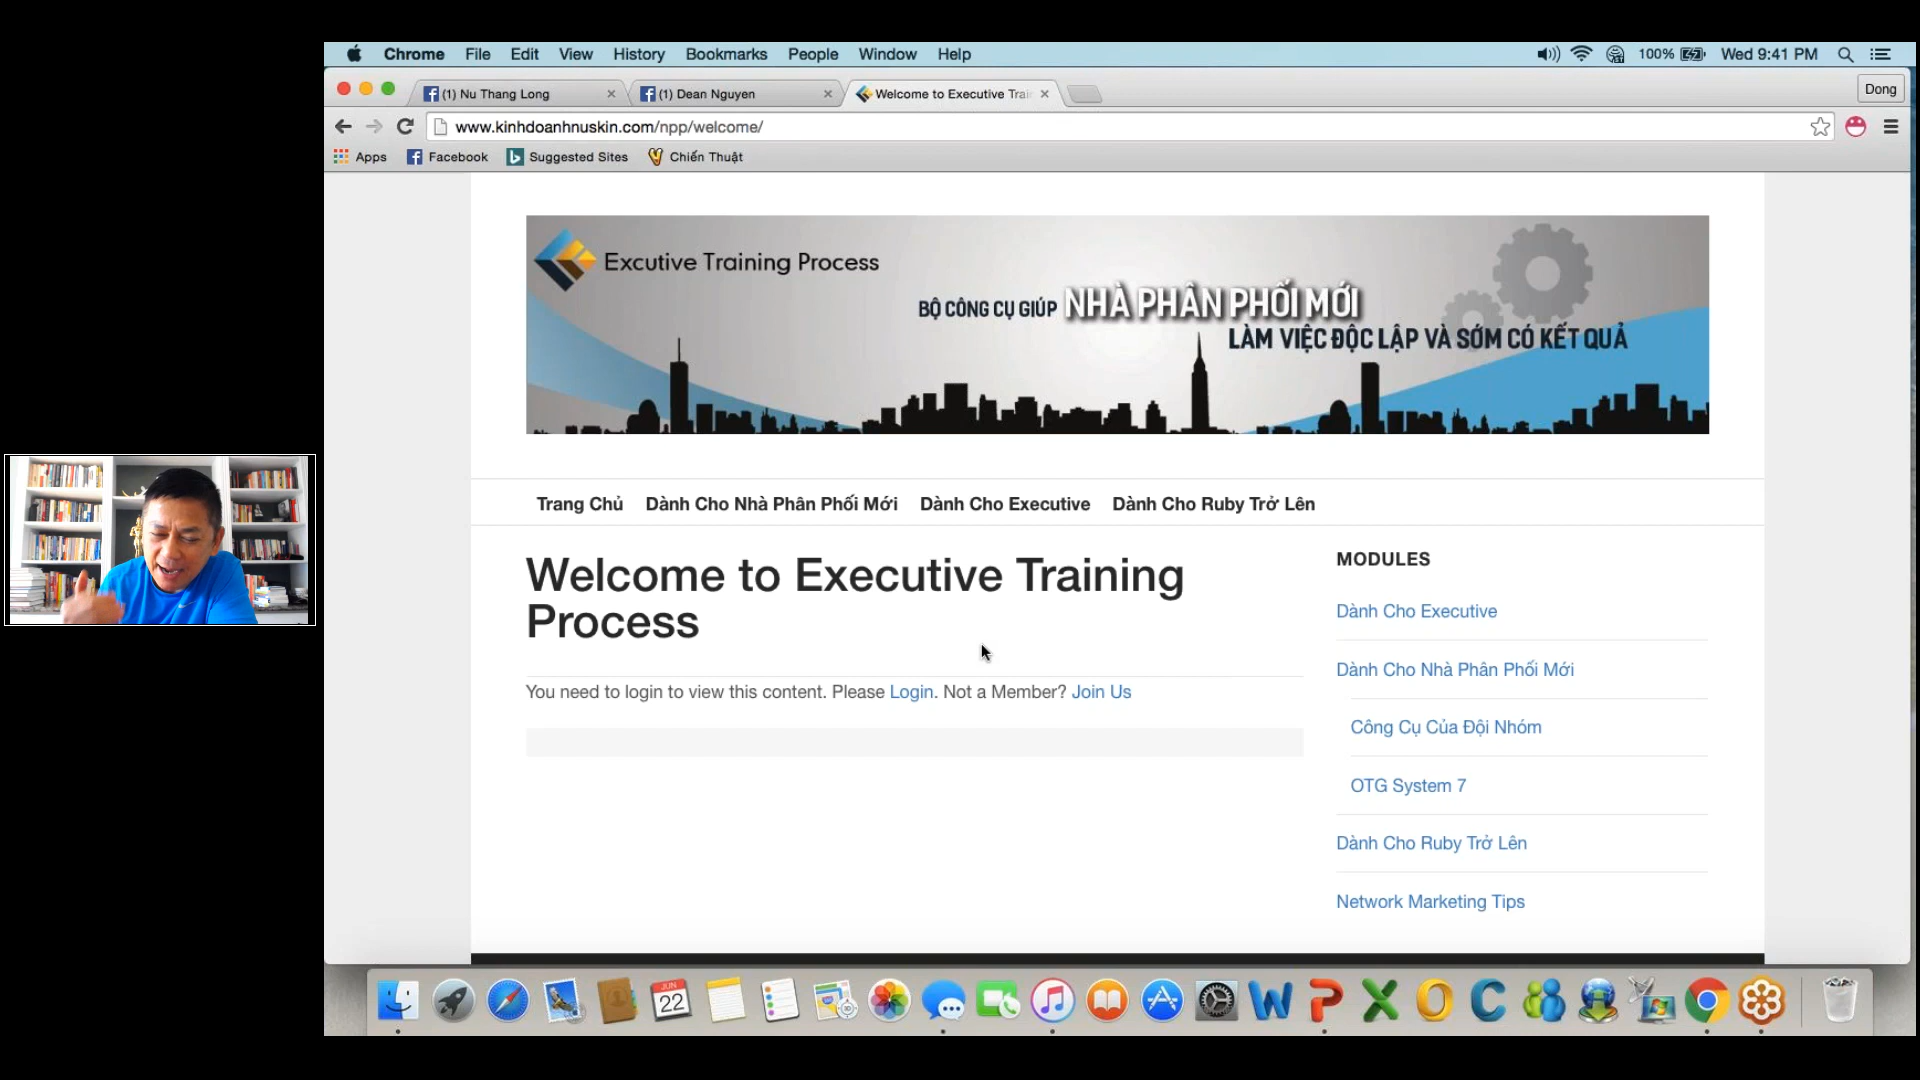 Chrome File Edit View History Bookmarks People Window Help 100% Wed 9:41 PM
(1) Nu Thang Long (1) Dean Nguyen Welcome to Executive Trai Dong
www.kinhdoanhnuskin.com/npp/welcome/
Apps Facebook Suggested Sites Chiến Thuật
Excutive Training Process
BỘ CÔNG CỤ GIÚP NHÀ PHÂN PHỐI MỚI
LÀM VIỆC ĐỘC LẬP VÀ SỚM CÓ KẾT QUẢ
Trang Chủ Dành Cho Nhà Phân Phối Mới Dành Cho Executive Dành Cho Ruby Trở Lên
Welcome to Executive Training
Process
You need to login to view this content. Please Login. Not a Member? Join Us
MODULES
Dành Cho Executive
Dành Cho Nhà Phân Phối Mới
Công Cụ Của Đội Nhóm
OTG System 7
Dành Cho Ruby Trở Lên
Network Marketing Tips
JUN
22